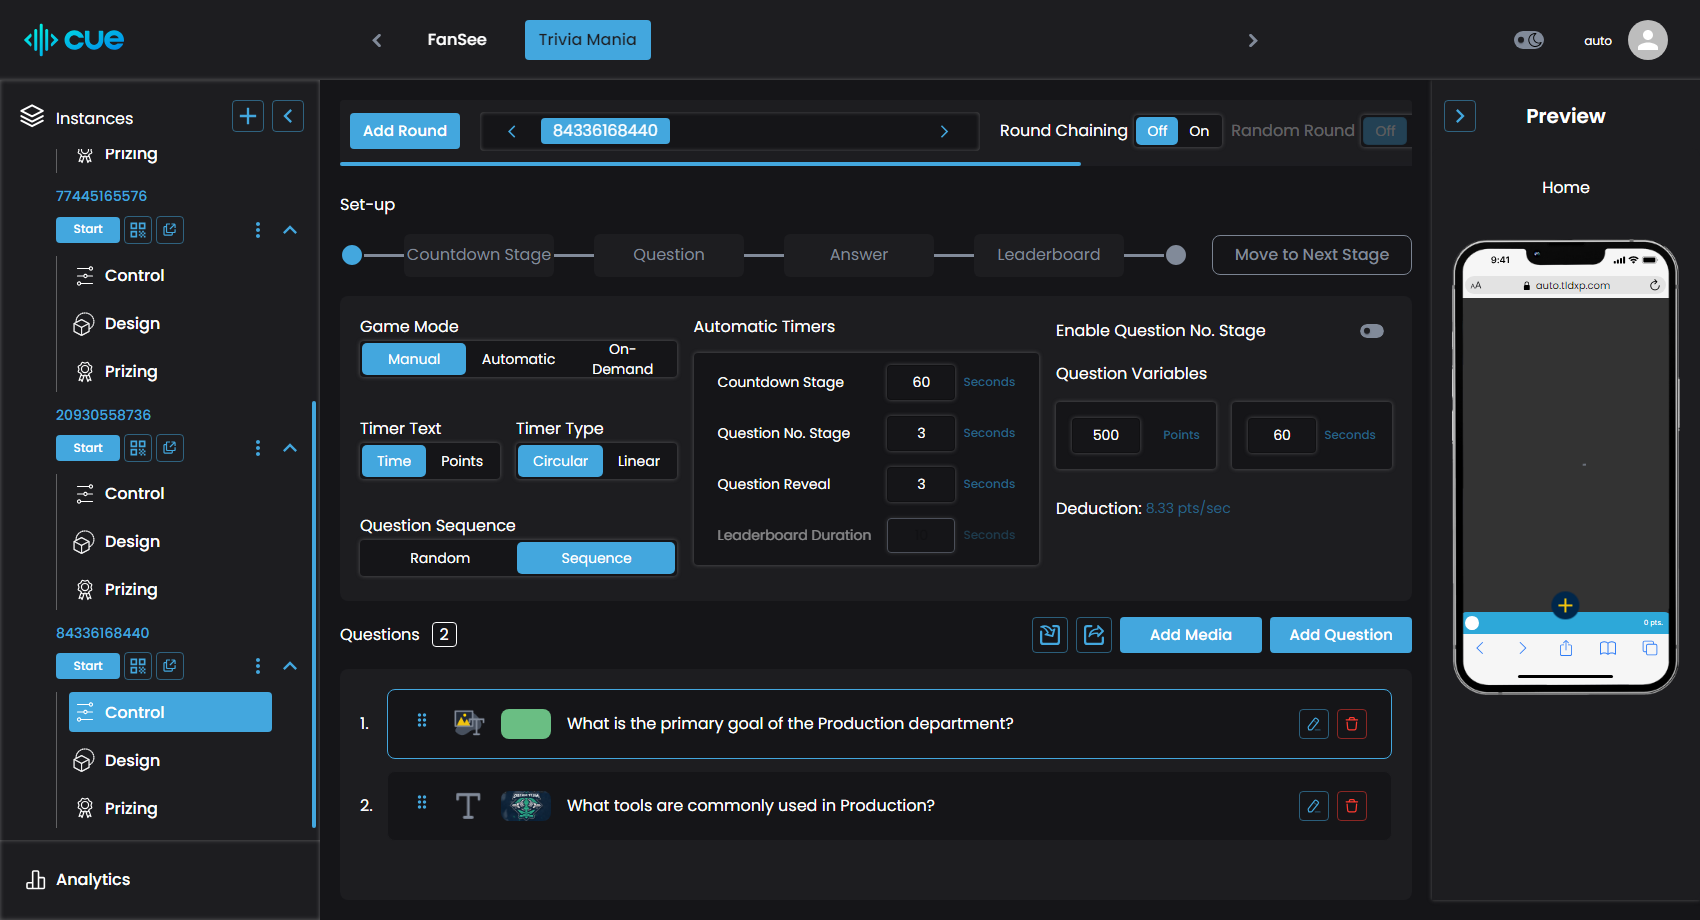 cue
FanSee
Trivia Mania
auto
Instances
Prizing
77445165576
Start
Control
Design
Prizing
20930558736
Start
Control
Design
Prizing
84336168440
Start
Control
Design
Prizing
Analytics
Add Round
84336168440
Round Chaining
Off
On
Random Round
Off
Set-up
Countdown Stage
Question
Answer
Leaderboard
Move to Next Stage
Game Mode
Manual
Automatic
On-
Demand
Timer Text
Time
Points
Timer Type
Circular
Linear
Question Sequence
Random
Sequence
Automatic Timers
Countdown Stage
60
Seconds
Question No. Stage
3
Seconds
Question Reveal
3
Seconds
Leaderboard Duration
Seconds
Enable Question No. Stage
Question Variables
500
Points
60
Seconds
Deduction: 8.33 pts/sec
Questions
2
Add Media
Add Question
1.
What is the primary goal of the Production department?
2.
T
What tools are commonly used in Production?
Preview
Home
9:41
AA
auto.tldxp.com
0 pts.